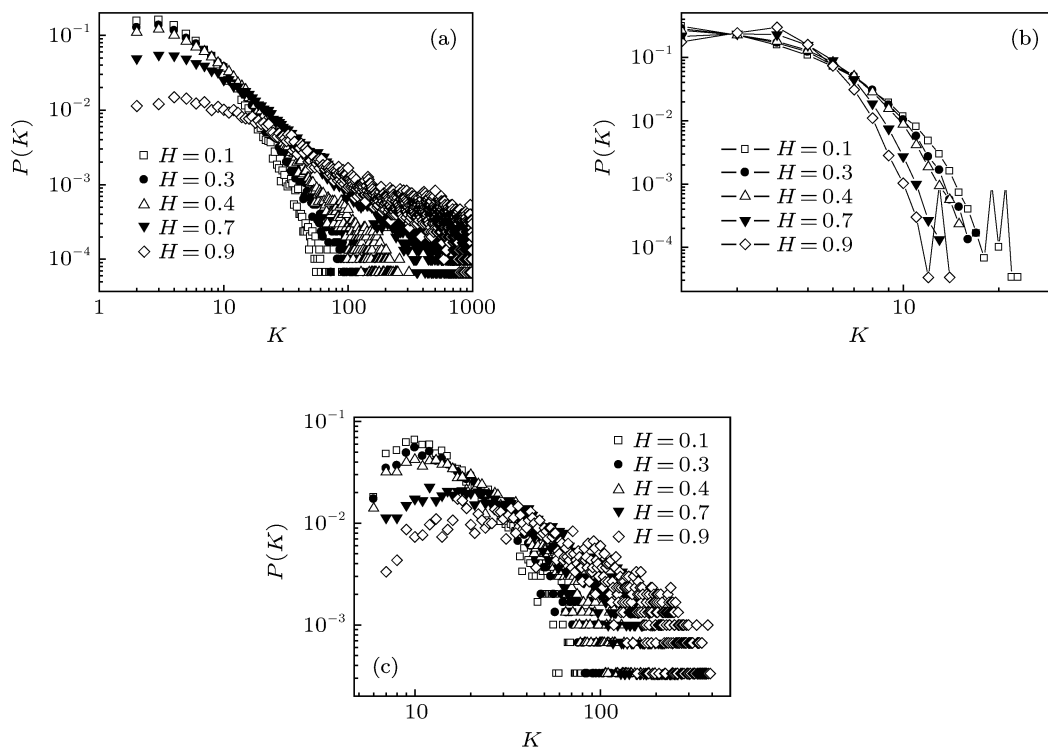 (a)
10⁻¹
10⁻²
10⁻³
10⁻⁴
P(K)
H=0.1
H=0.3
H=0.4
H=0.7
H=0.9
1 10 100 1000
K
(b)
10⁻¹
10⁻²
10⁻³
10⁻⁴
P(K)
H=0.1
H=0.3
H=0.4
H=0.7
H=0.9
10
K
10⁻¹
10⁻²
10⁻³
P(K)
H=0.1
H=0.3
H=0.4
H=0.7
H=0.9
(c)
10 100
K